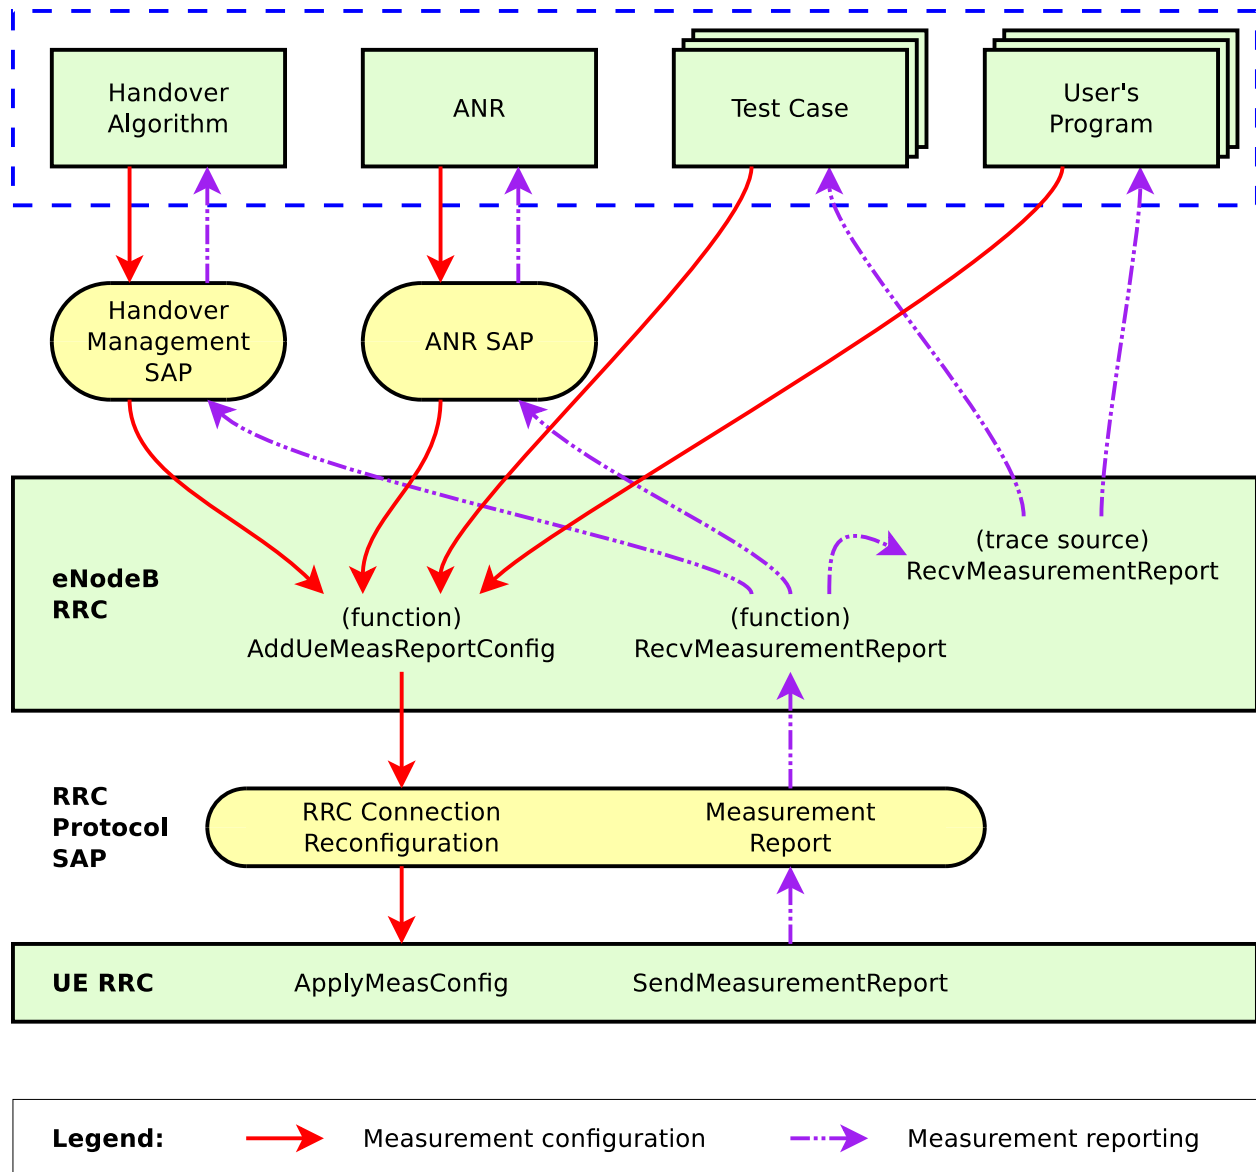 Handover
Algorithm
ANR
Test Case
User's
Program
Handover
Management
SAP
ANR SAP
eNodeB
RRC
(function)
AddUeMeasReportConfig
(function)
RecvMeasurementReport
(trace source)
RecvMeasurementReport
RRC
Protocol
SAP
RRC Connection
Reconfiguration
Measurement
Report
UE RRC
ApplyMeasConfig
SendMeasurementReport
Legend:
Measurement configuration
Measurement reporting